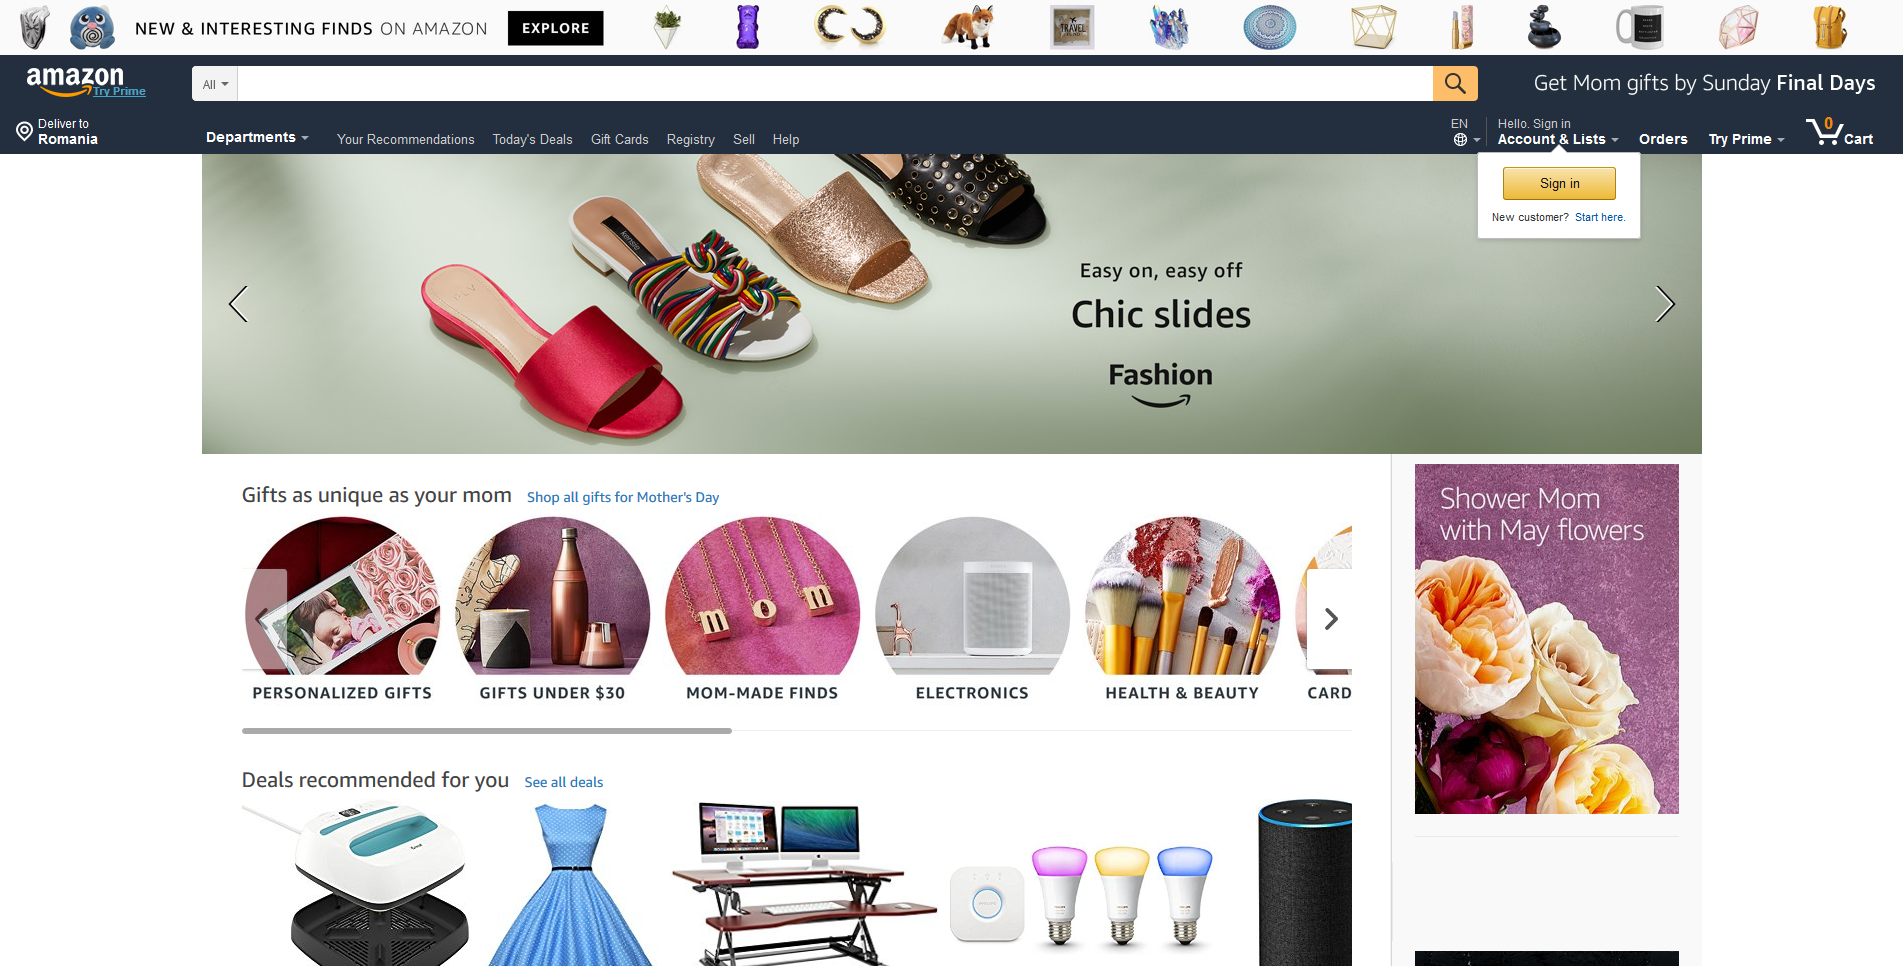 NEW & INTERESTING FINDS ON AMAZON EXPLORE
TRAVEL
amazon
Try Prime
All
Get Mom gifts by Sunday Final Days
Deliver to
Romania
Departments
Your Recommendations Today's Deals Gift Cards Registry Sell Help
EN
Hello. Sign in
Account & Lists
Orders
Try Prime
0
Cart
Sign in
New customer? Start here.
kensie
Easy on, easy off
Chic slides
Fashion
Gifts as unique as your mom Shop all gifts for Mother's Day
m o m
PERSONALIZED GIFTS
GIFTS UNDER $30
MOM-MADE FINDS
ELECTRONICS
HEALTH & BEAUTY
CARD
Shower Mom
with May flowers
Deals recommended for you See all deals